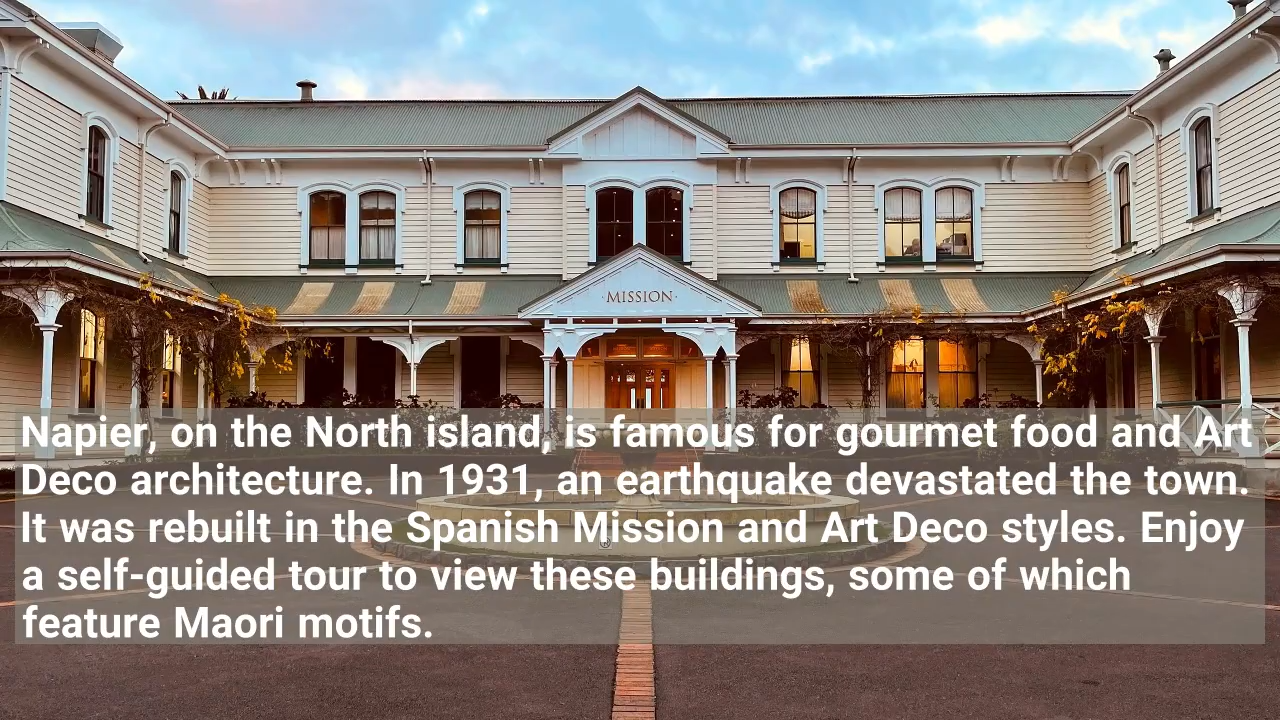 ·MISSION·
Napier, on the North island, is famous for gourmet food and Art
Deco architecture. In 1931, an earthquake devastated the town.
It was rebuilt in the Spanish Mission and Art Deco styles. Enjoy
a self-guided tour to view these buildings, some of which
feature Maori motifs.